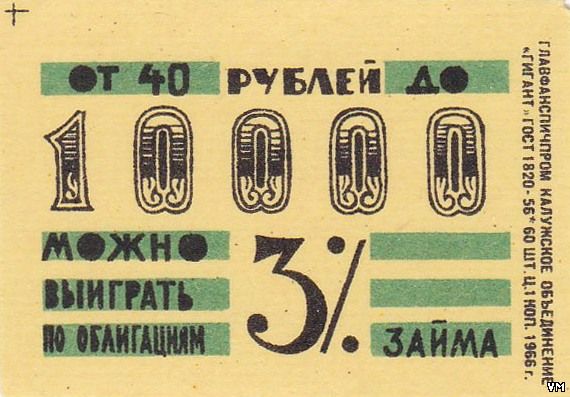 ОТ 40 РУБЛЕЙ ДО
10000
МОЖНО
ВЫИГРАТЬ
ПО ОБЛИГАЦИЯМ
3%
ЗАЙМА
ГЛАВФАНСПИЧПРОМ КАЛУЖСКОЕ ОБЪЕДИНЕНИЕ
«ГИГАНТ» ГОСТ 1820-56* 60 ШТ. Ц. 1 КОП. 1966 г.
VM